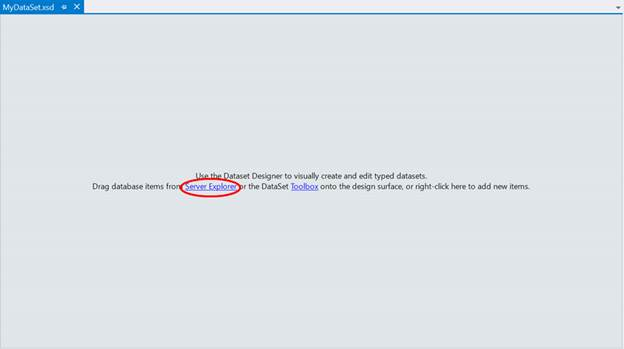 MyDataSet.xsd
Use the Dataset Designer to visually create and edit typed datasets.
Drag database items from Server Explorer or the DataSet Toolbox onto the design surface, or right-click here to add new items.